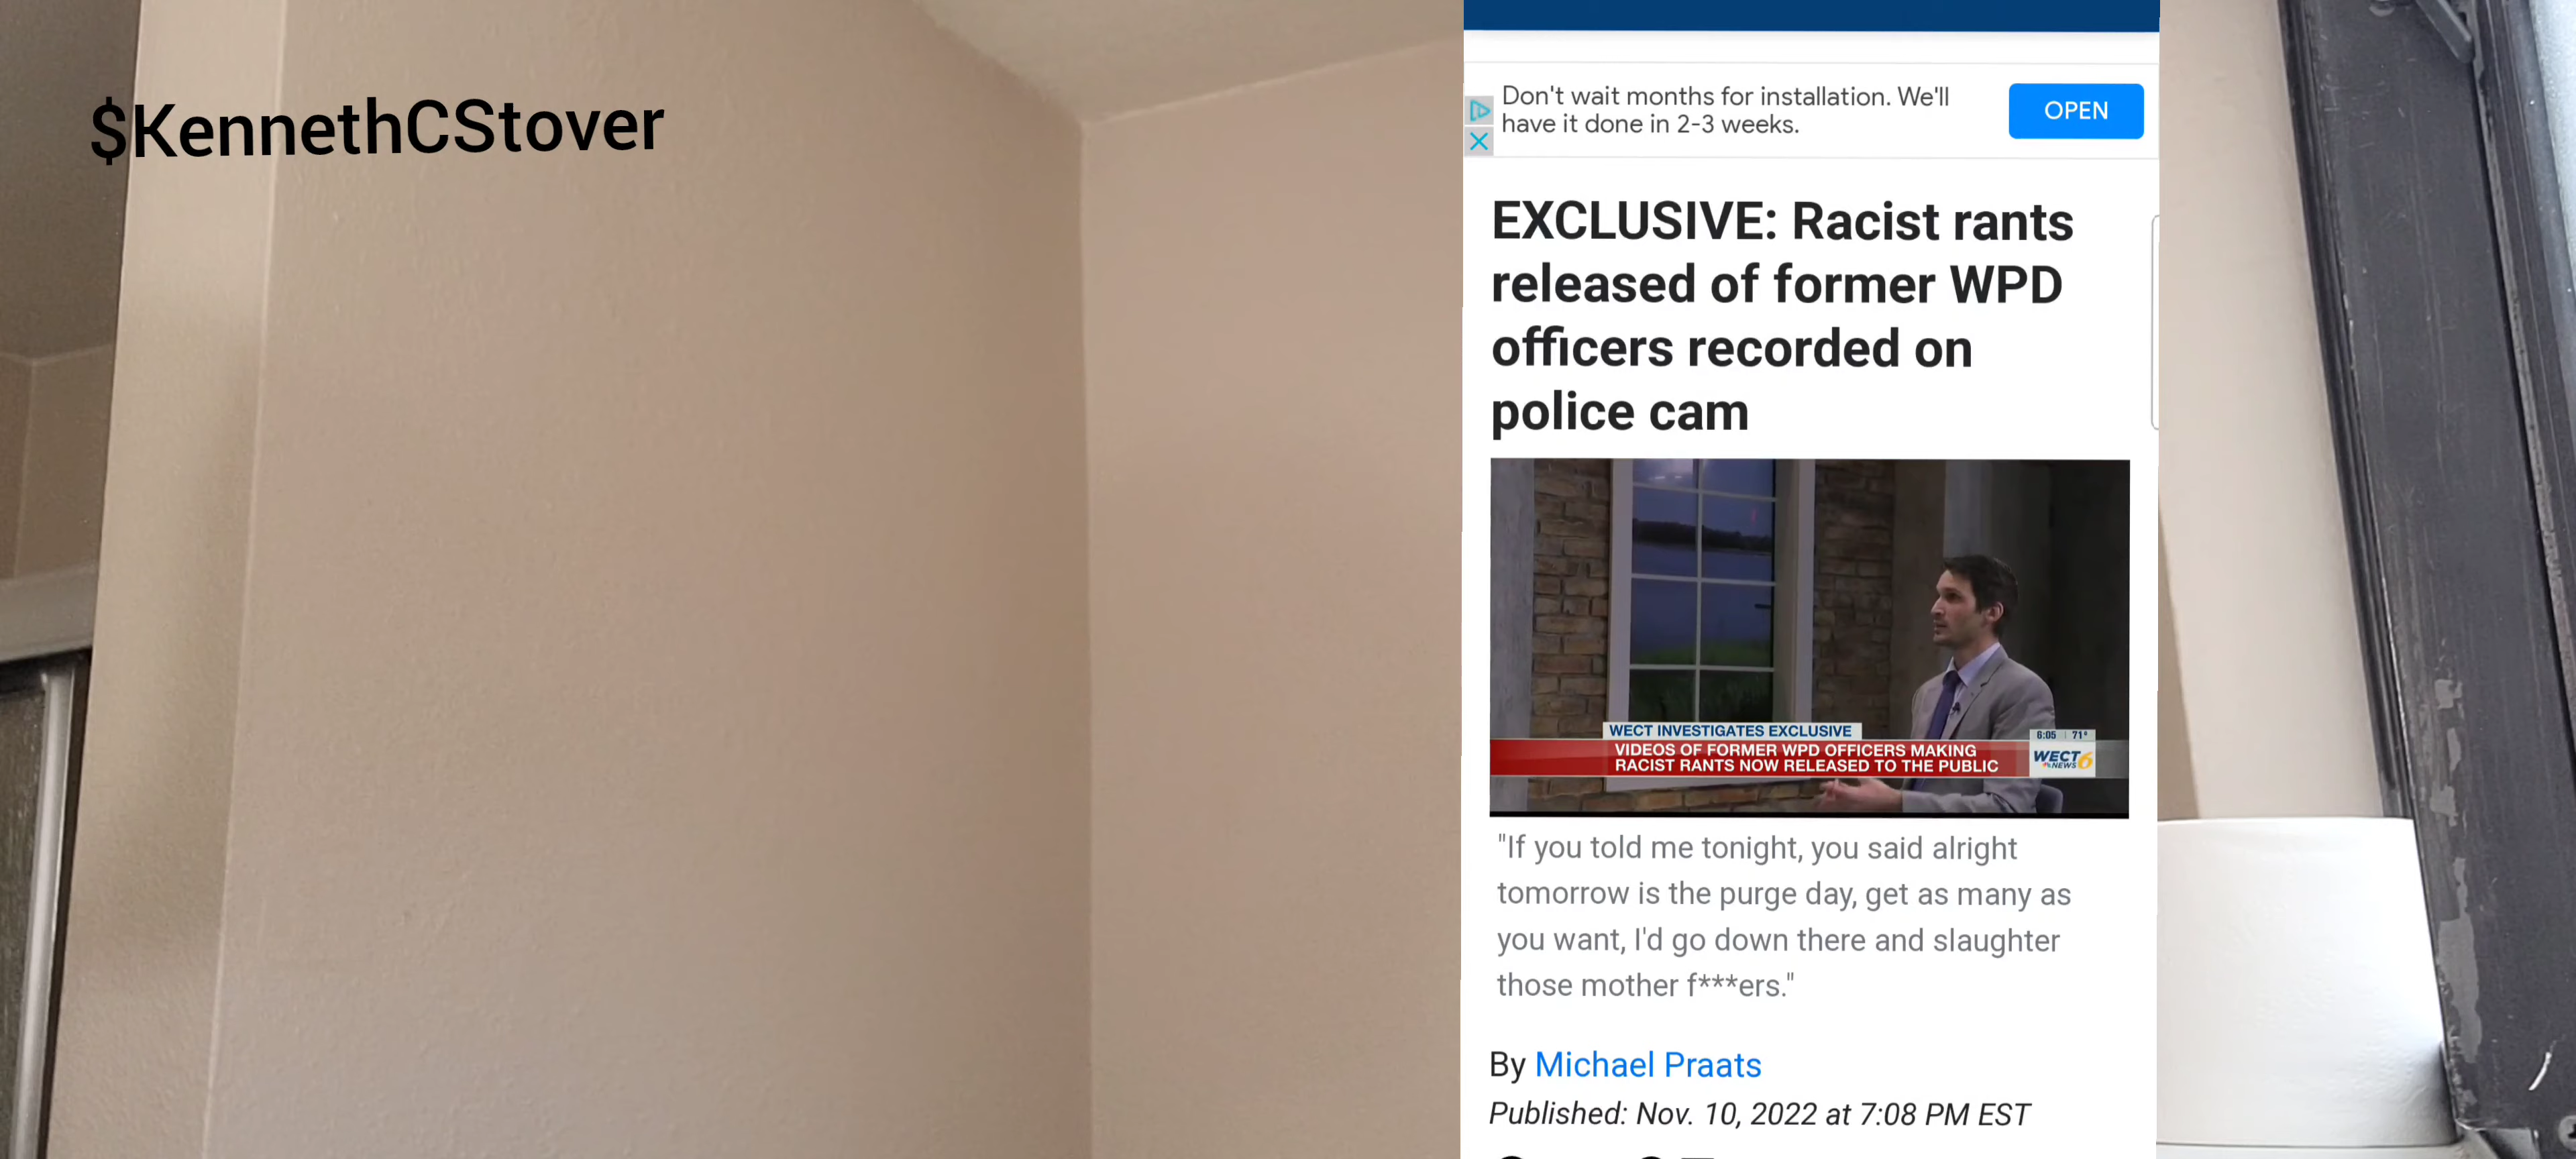 $KennethCStover
Don't wait months for installation. We'll
have it done in 2-3 weeks.
OPEN
EXCLUSIVE: Racist rants
released of former WPD
officers recorded on
police cam
WECT INVESTIGATES EXCLUSIVE
VIDEOS OF FORMER WPD OFFICERS MAKING
RACIST RANTS NOW RELEASED TO THE PUBLIC
6:05 71°
WECT 6
NEWS
"If you told me tonight, you said alright
tomorrow is the purge day, get as many as
you want, I'd go down there and slaughter
those mother f***ers."
By Michael Praats
Published: Nov. 10, 2022 at 7:08 PM EST